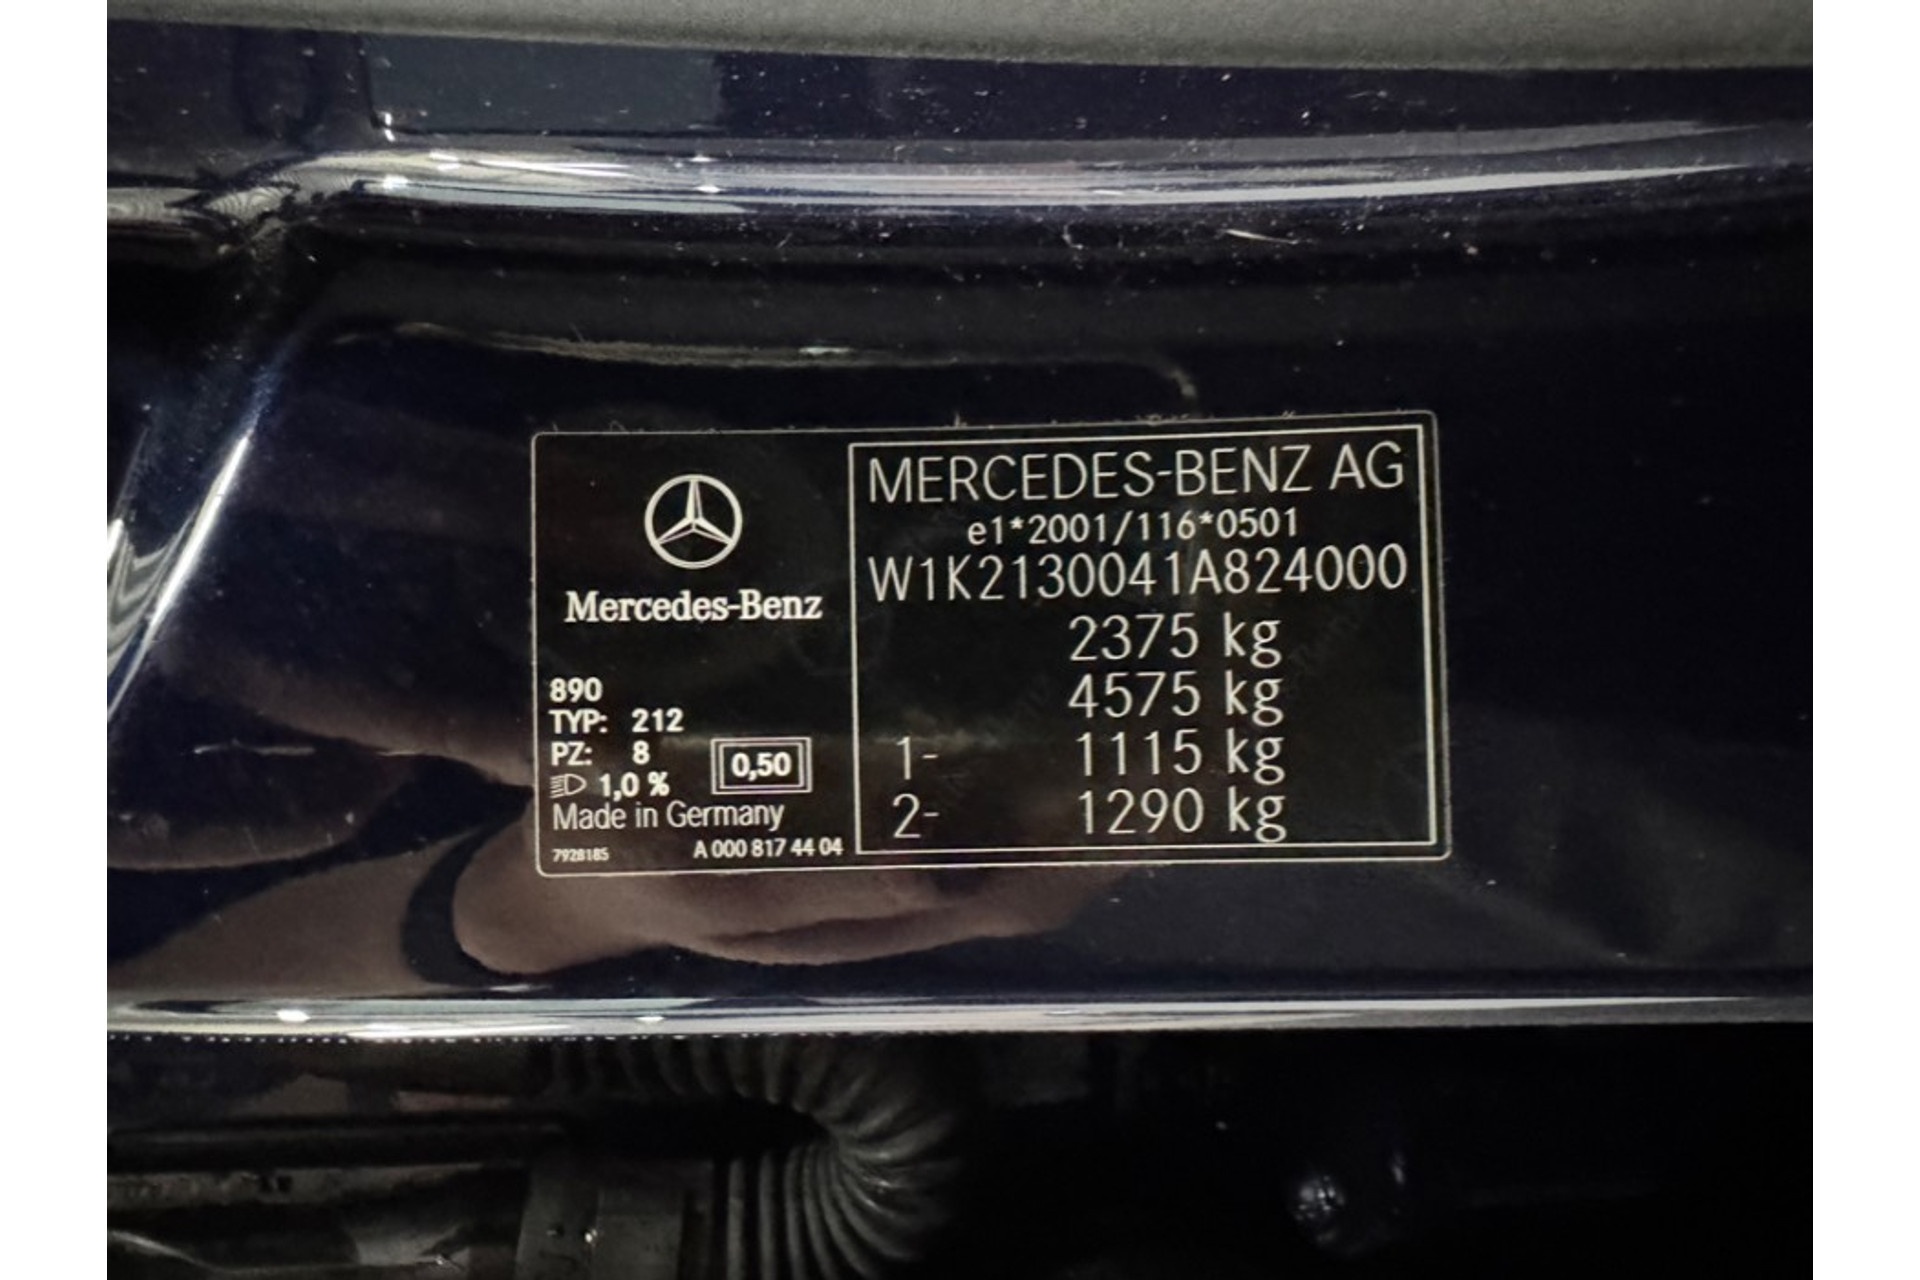 Mercedes-Benz
890
TYP: 212
PZ: 8
1,0 %
0,50
Made in Germany
7928185
A 000 817 44 04
MERCEDES-BENZ AG
e1*2001/116*0501
W1K2130041A824000
2375 kg
4575 kg
1- 1115 kg
2- 1290 kg